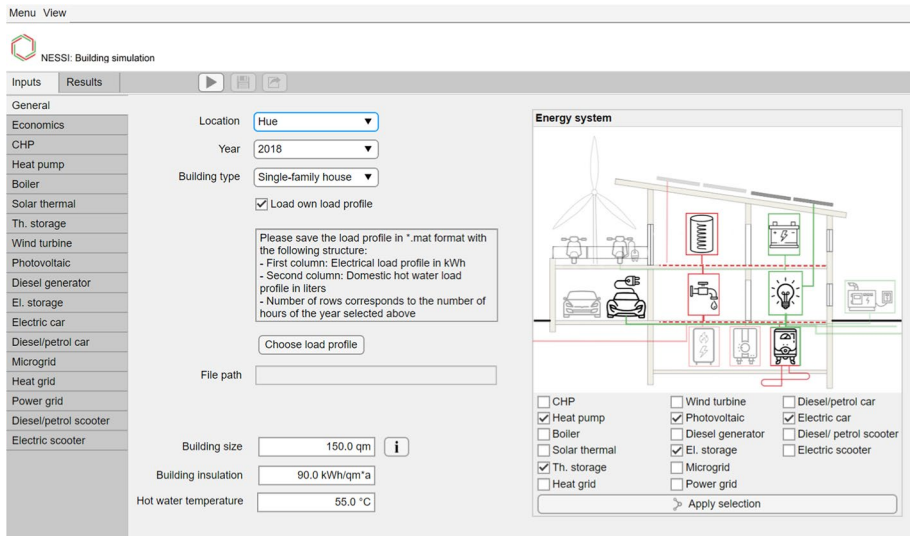 Menu View
NESSI: Building simulation
Inputs Results
General
Economics
CHP
Heat pump
Boiler
Solar thermal
Th. storage
Wind turbine
Photovoltaic
Diesel generator
El. storage
Electric car
Diesel/petrol car
Microgrid
Heat grid
Power grid
Diesel/petrol scooter
Electric scooter
Location Hue
Year 2018
Building type Single-family house
Load own load profile
Please save the load profile in *.mat format with
the following structure:
- First column: Electrical load profile in kWh
- Second column: Domestic hot water load
profile in liters
- Number of rows corresponds to the number of
hours of the year selected above
Choose load profile
File path
Building size 150.0 qm i
Building insulation 90.0 kWh/qm*a
Hot water temperature 55.0 °C
Energy system
CHP Wind turbine Diesel/petrol car
Heat pump Photovoltaic Electric car
Boiler Diesel generator Diesel/ petrol scooter
Solar thermal El. storage Electric scooter
Th. storage Microgrid
Heat grid Power grid
Apply selection